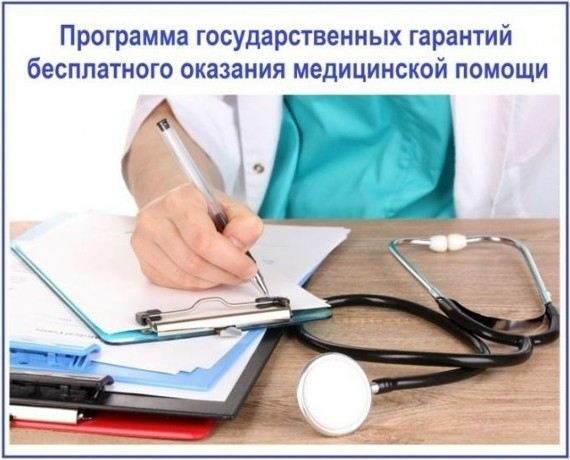 Программа государственных гарантий
бесплатного оказания медицинской помощи